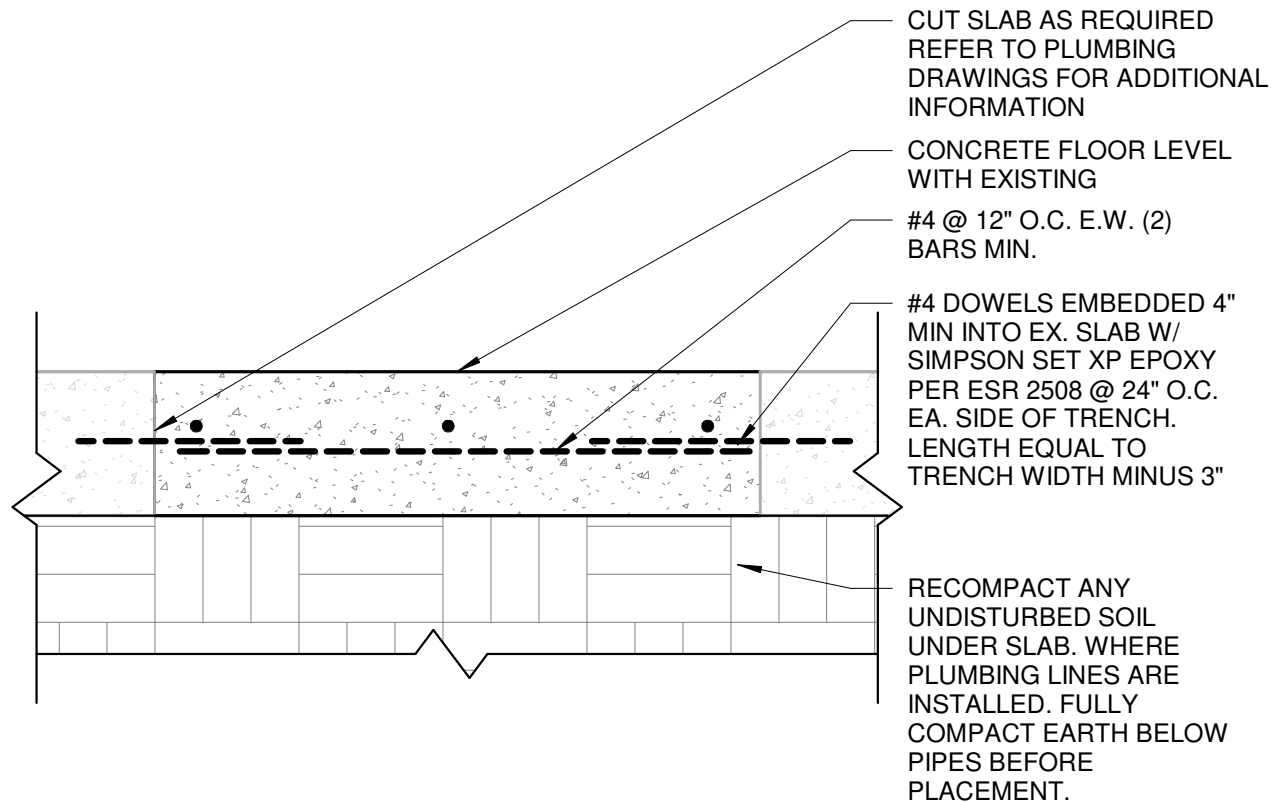 CUT SLAB AS REQUIRED
REFER TO PLUMBING
DRAWINGS FOR ADDITIONAL
INFORMATION
CONCRETE FLOOR LEVEL
WITH EXISTING
#4 @ 12" O.C. E.W. (2)
BARS MIN.
#4 DOWELS EMBEDDED 4"
MIN INTO EX. SLAB W/
SIMPSON SET XP EPOXY
PER ESR 2508 @ 24" O.C.
EA. SIDE OF TRENCH.
LENGTH EQUAL TO
TRENCH WIDTH MINUS 3"
RECOMPACT ANY
UNDISTURBED SOIL
UNDER SLAB. WHERE
PLUMBING LINES ARE
INSTALLED. FULLY
COMPACT EARTH BELOW
PIPES BEFORE
PLACEMENT.